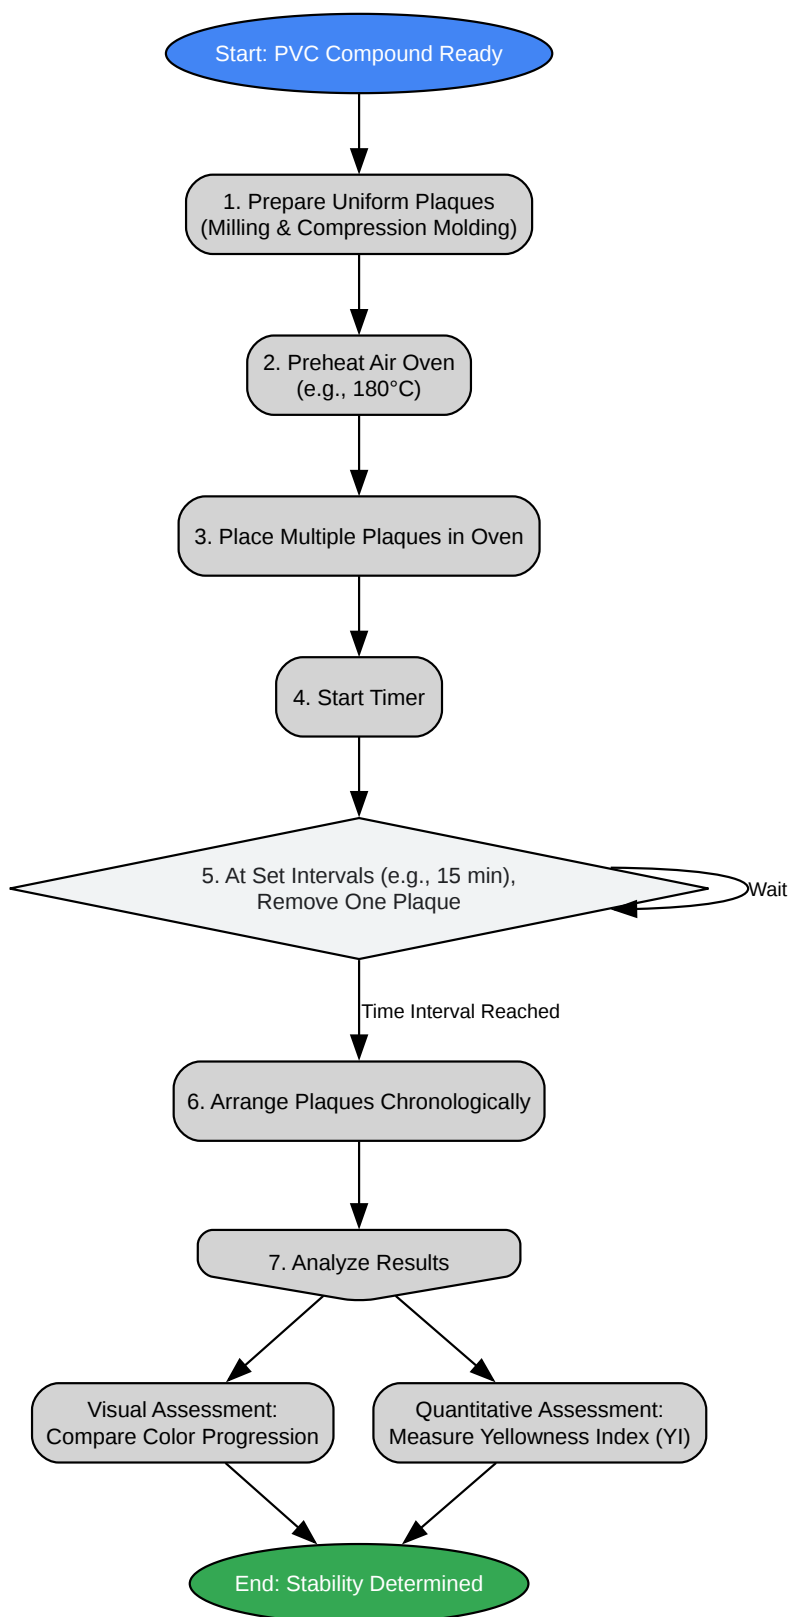 Start: PVC Compound Ready
1. Prepare Uniform Plaques
(Milling & Compression Molding)
2. Preheat Air Oven
(e.g., 180°C)
3. Place Multiple Plaques in Oven
4. Start Timer
5. At Set Intervals (e.g., 15 min),
Remove One Plaque
Wait
Time Interval Reached
6. Arrange Plaques Chronologically
7. Analyze Results
Visual Assessment:
Compare Color Progression
Quantitative Assessment:
Measure Yellowness Index (YI)
End: Stability Determined